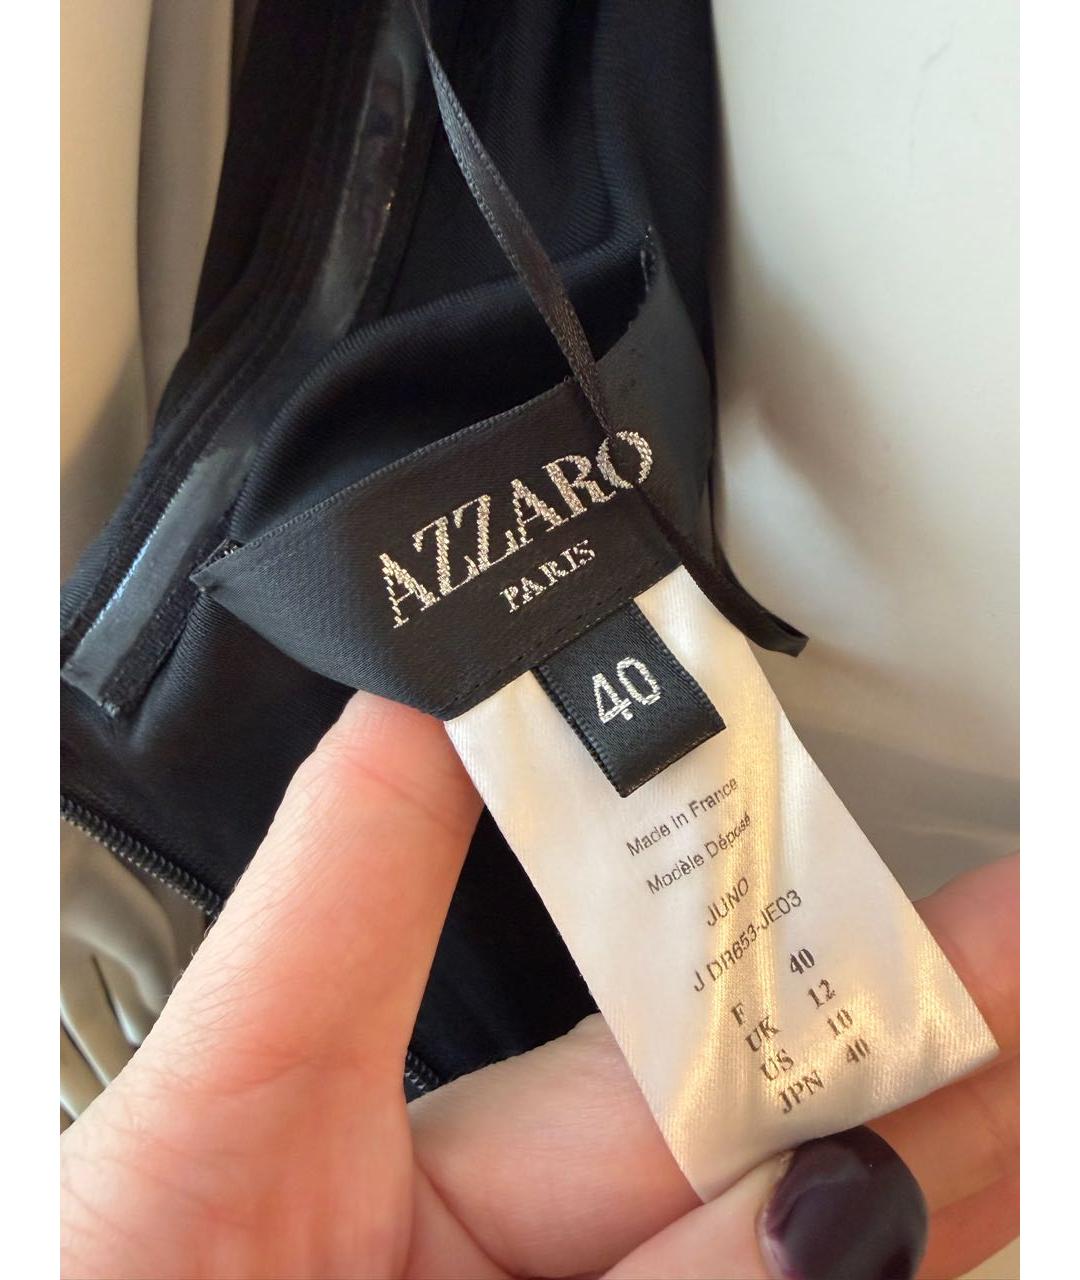 AZZARO
PARIS
40
Made in France
Modèle Déposé
JUNO
J DR653-JE03
F 40
UK 12
US 10
JPN 40